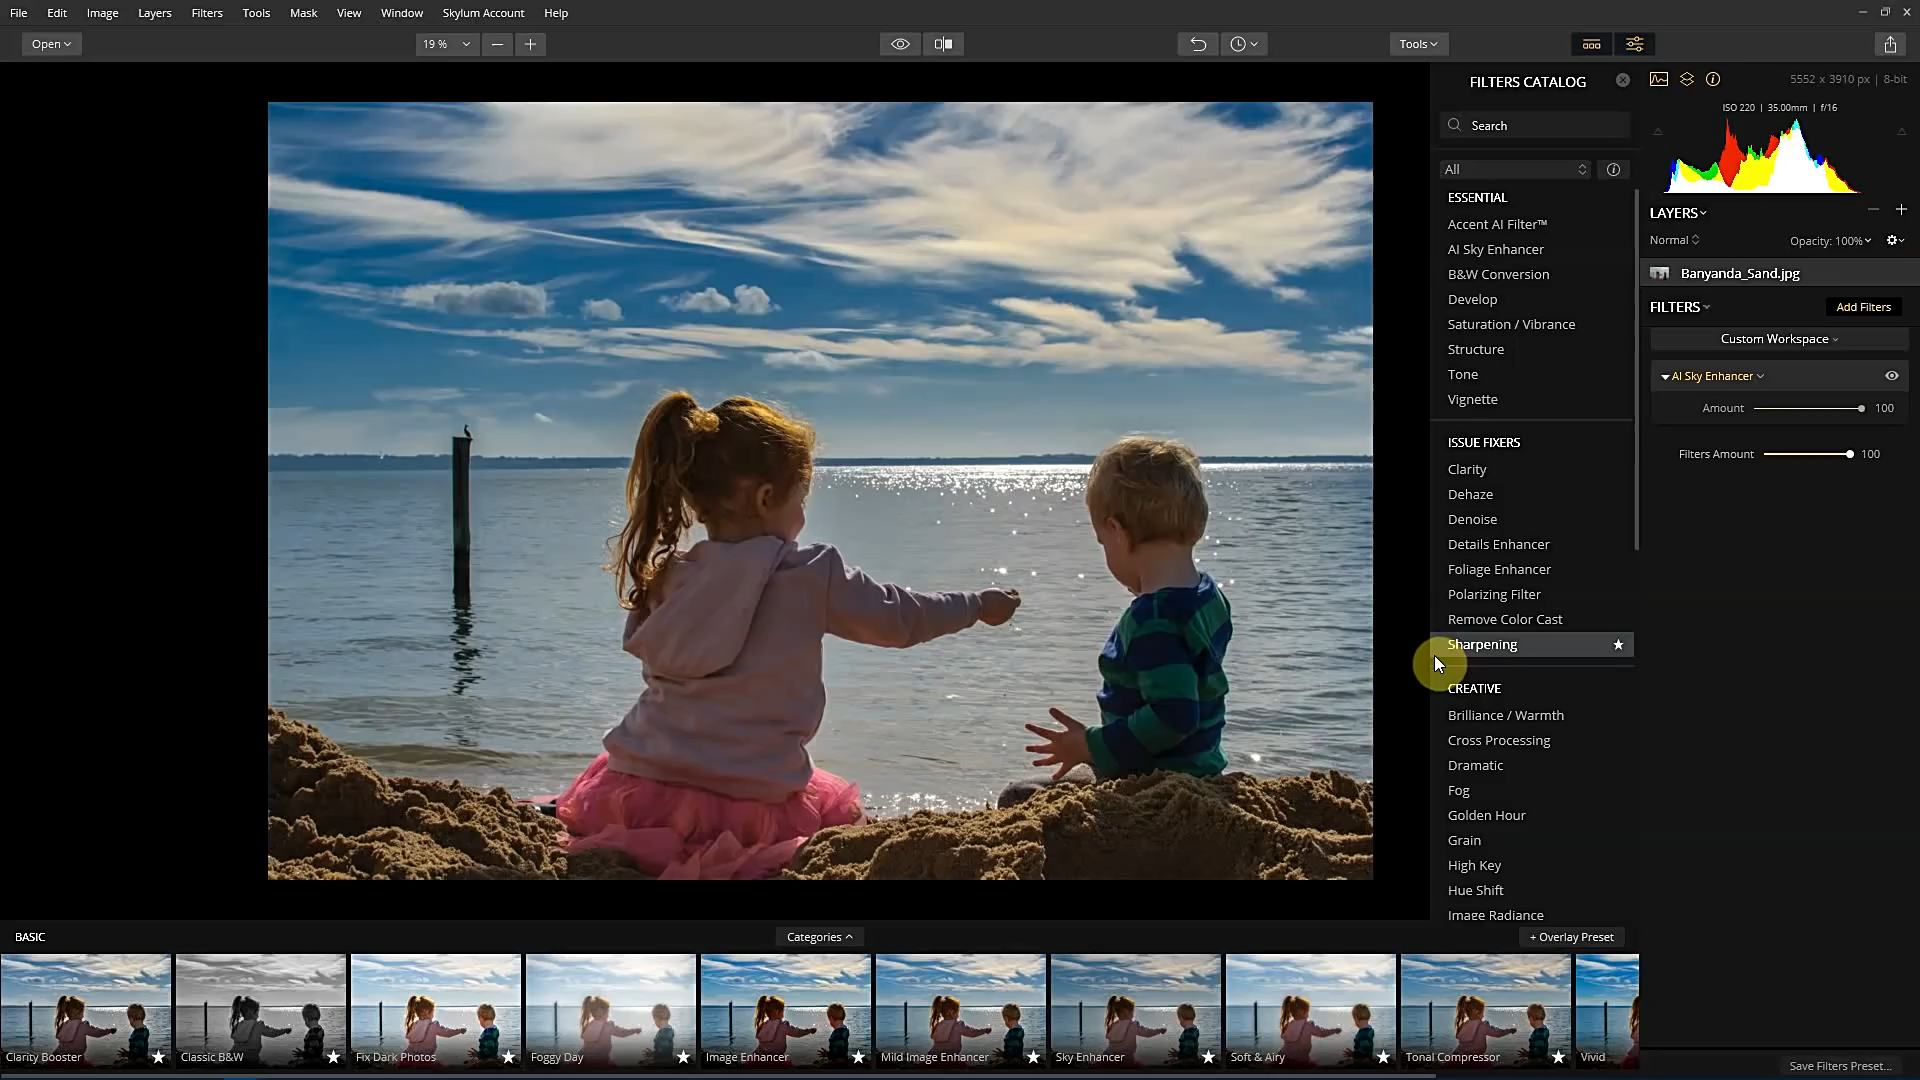 File Edit Image Layers Filters Tools Mask View Window Skylum Account Help
Open 19 % Tools
FILTERS CATALOG
Search
All
ESSENTIAL
Accent AI Filter™
AI Sky Enhancer
B&W Conversion
Develop
Saturation / Vibrance
Structure
Tone
Vignette
ISSUE FIXERS
Clarity
Dehaze
Denoise
Details Enhancer
Foliage Enhancer
Polarizing Filter
Remove Color Cast
Sharpening
CREATIVE
Brilliance / Warmth
Cross Processing
Dramatic
Fog
Golden Hour
Grain
High Key
Hue Shift
Image Radiance
5552 x 3910 px | 8-bit
ISO 220 | 35.00mm | f/16
LAYERS
Normal Opacity: 100%
Banyanda_Sand.jpg
FILTERS Add Filters
Custom Workspace
AI Sky Enhancer
Amount 100
Filters Amount 100
BASIC Categories + Overlay Preset
Clarity Booster Classic B&W Fix Dark Photos Foggy Day Image Enhancer Mild Image Enhancer Sky Enhancer Soft & Airy Tonal Compressor Vivid
Save Filters Preset...